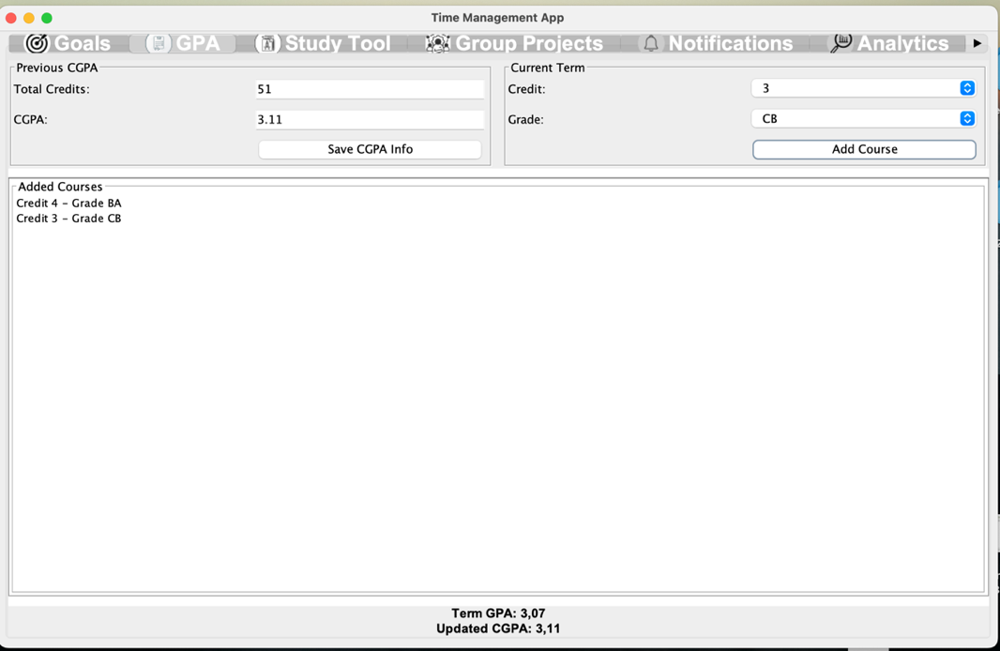 Time Management App
Goals GPA Study Tool Group Projects Notifications Analytics
Previous CGPA
Total Credits: 51
CGPA: 3.11
Save CGPA Info
Current Term
Credit: 3
Grade: CB
Add Course
Added Courses
Credit 4 – Grade BA
Credit 3 – Grade CB
Term GPA: 3,07
Updated CGPA: 3,11